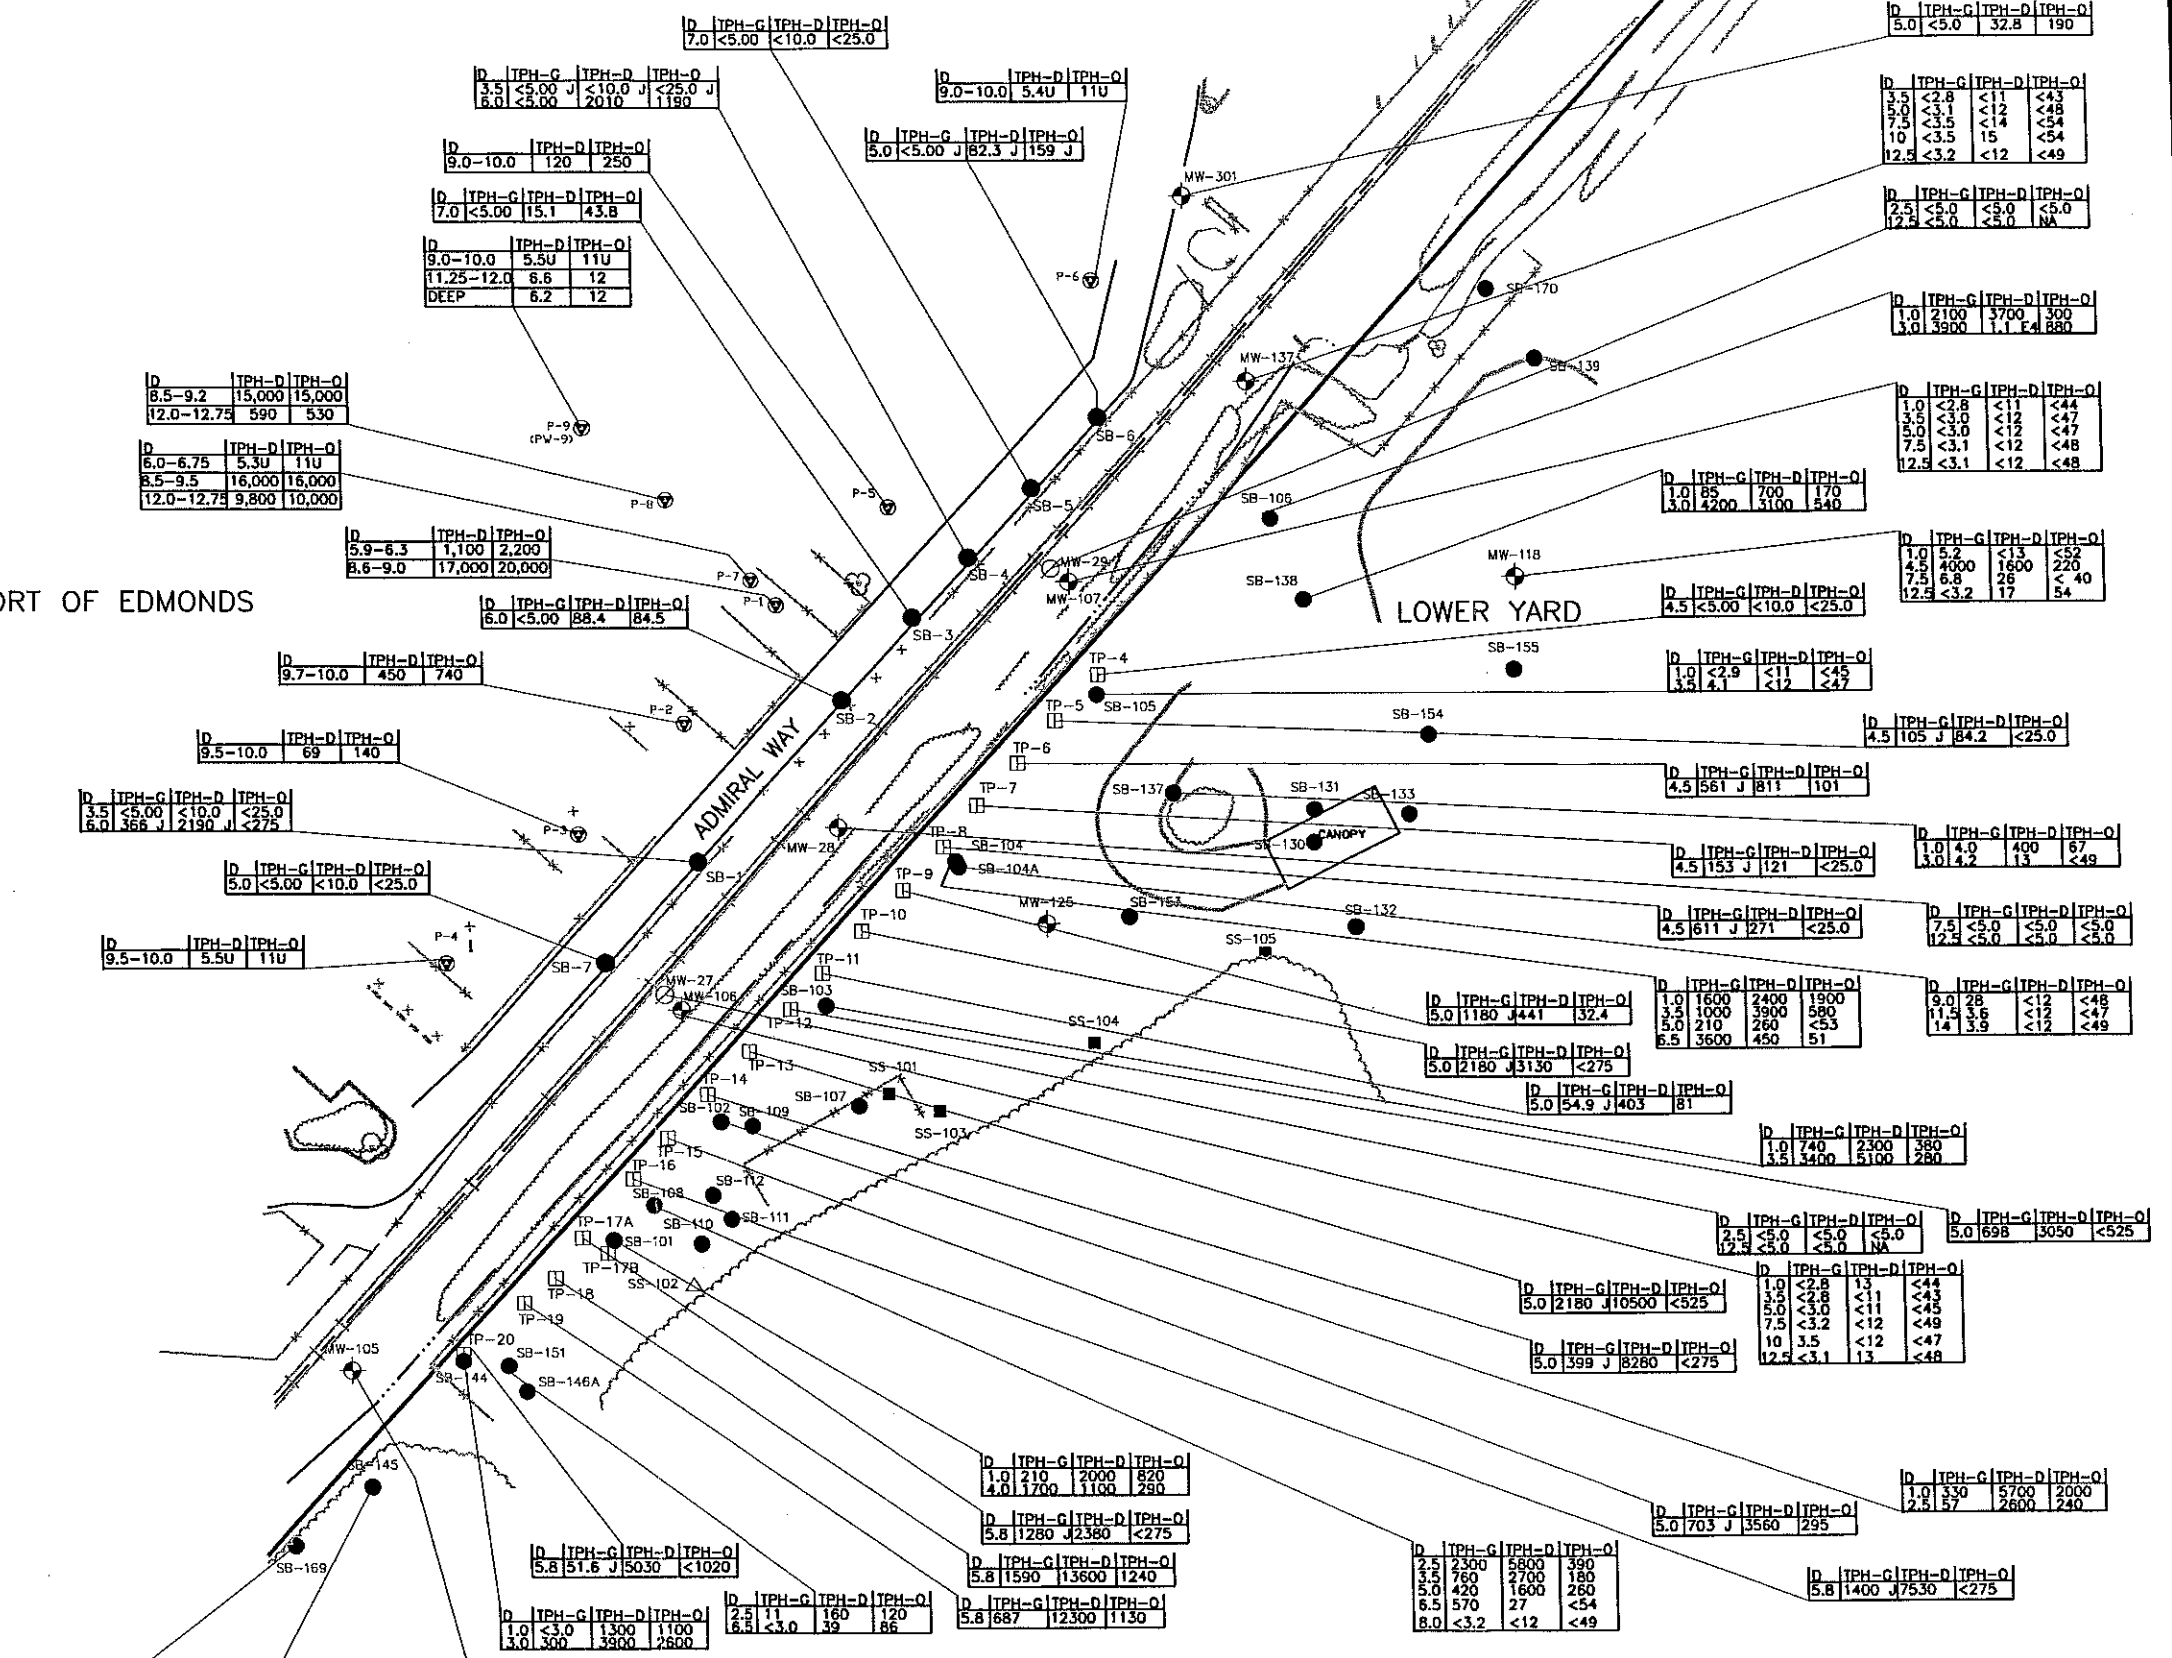 D TPH-G TPH-D TPH-O
7.0 <5.00 <10.0 <25.0
D TPH-G TPH-D TPH-O
5.0 <5.0 32.8 190
D TPH-G TPH-D TPH-O
3.5 <5.00 J <10.0 J <25.0 J
6.0 <5.00 2010 1190
D TPH-D TPH-O
9.0-10.0 5.4U 11U
D TPH-G TPH-D TPH-O
3.5 <2.8 <11 <43
5.0 <3.1 <12 <48
7.5 <3.5 <14 <54
10 <3.5 15 <54
12.5 <3.2 <12 <49
D TPH-G TPH-D TPH-O
5.0 <5.00 J 82.3 J 159 J
D TPH-D TPH-O
9.0-10.0 120 250
D TPH-G TPH-D TPH-O
7.0 <5.00 15.1 43.8
D TPH-G TPH-D TPH-O
2.5 <5.0 <5.0 <5.0
12.5 <5.0 <5.0 NA
D TPH-D TPH-O
9.0-10.0 5.5U 11U
11.25-12.0 6.6 12
DEEP 6.2 12
D TPH-G TPH-D TPH-O
1.0 2100 3700 300
3.0 3900 1.1 E4 880
D TPH-D TPH-O
8.5-9.2 15,000 15,000
12.0-12.75 590 530
D TPH-G TPH-D TPH-O
1.0 <2.8 <11 <44
3.5 <3.0 <12 <47
5.0 <3.0 <12 <47
7.5 <3.1 <12 <48
12.5 <3.1 <12 <48
D TPH-D TPH-O
6.0-6.75 5.3U 11U
8.5-9.5 16,000 16,000
12.0-12.75 9,800 10,000
D TPH-G TPH-D TPH-O
1.0 85 700 170
3.0 4200 3100 540
D TPH-D TPH-O
5.9-6.3 1,100 2,200
8.6-9.0 17,000 20,000
D TPH-G TPH-D TPH-O
1.0 5.2 <13 <52
4.5 4000 1600 220
7.5 6.8 26 < 40
12.5 <3.2 17 54
D TPH-G TPH-D TPH-O
6.0 <5.00 88.4 84.5
D TPH-G TPH-D TPH-O
4.5 <5.00 <10.0 <25.0
D TPH-D TPH-O
9.7-10.0 450 740
D TPH-G TPH-D TPH-O
1.0 <2.9 <11 <45
3.5 4.1 <12 <47
D TPH-D TPH-O
9.5-10.0 69 140
D TPH-G TPH-D TPH-O
4.5 105 J 84.2 <25.0
D TPH-G TPH-D TPH-O
4.5 561 J 811 101
D TPH-G TPH-D TPH-O
3.5 <5.00 <10.0 <25.0
6.0 366 J 2190 J <275
D TPH-G TPH-D TPH-O
1.0 4.0 400 67
3.0 4.2 13 <49
D TPH-G TPH-D TPH-O
4.5 153 J 121 <25.0
D TPH-G TPH-D TPH-O
5.0 <5.00 <10.0 <25.0
D TPH-G TPH-D TPH-O
4.5 611 J 271 <25.0
D TPH-G TPH-D TPH-O
7.5 <5.0 <5.0 <5.0
12.5 <5.0 <5.0 <5.0
D TPH-D TPH-O
9.5-10.0 5.5U 11U
D TPH-G TPH-D TPH-O
1.0 1600 2400 1900
3.5 1000 3900 580
5.0 210 260 <53
6.5 3600 450 51
D TPH-G TPH-D TPH-O
9.0 28 <12 <48
11.5 3.6 <12 <47
14 3.9 <12 <49
D TPH-G TPH-D TPH-O
5.0 1180 J 441 32.4
D TPH-G TPH-D TPH-O
5.0 2180 J 3130 <275
D TPH-G TPH-D TPH-O
5.0 54.9 J 403 81
D TPH-G TPH-D TPH-O
1.0 740 2300 380
3.5 3400 5100 280
D TPH-G TPH-D TPH-O
2.5 <5.0 <5.0 <5.0
12.5 <5.0 <5.0 NA
D TPH-G TPH-D TPH-O
5.0 698 3050 <525
D TPH-G TPH-D TPH-O
1.0 <2.8 13 <44
3.5 <2.8 <11 <43
5.0 <3.0 <11 <45
7.5 <3.2 <12 <49
10 3.5 <12 <47
12.5 <3.1 13 <48
D TPH-G TPH-D TPH-O
5.0 2180 J 10500 <525
D TPH-G TPH-D TPH-O
5.0 399 J 8280 <275
D TPH-G TPH-D TPH-O
1.0 210 2000 820
4.0 1700 1100 290
D TPH-G TPH-D TPH-O
1.0 330 5700 2000
2.5 57 2600 240
D TPH-G TPH-D TPH-O
5.0 703 J 3560 295
D TPH-G TPH-D TPH-O
5.8 1280 J 2380 <275
D TPH-G TPH-D TPH-O
5.8 51.6 J 5030 <1020
D TPH-G TPH-D TPH-O
5.8 1590 13600 1240
D TPH-G TPH-D TPH-O
2.5 2300 5800 390
3.5 760 2700 180
5.0 420 1600 260
6.5 570 27 <54
8.0 <3.2 <12 <49
D TPH-G TPH-D TPH-O
5.8 1400 J 7530 <275
D TPH-G TPH-D TPH-O
5.8 687 12300 1130
D TPH-G TPH-D TPH-O
2.5 11 160 120
6.5 <3.0 39 86
D TPH-G TPH-D TPH-O
1.0 <3.0 1300 1100
3.0 300 3900 2600
ORT OF EDMONDS
ADMIRAL WAY
LOWER YARD
CANOPY
MW-301
P-6
SB-170
MW-137
SB-139
P-9
(PW-9)
SB-6
P-8
P-5
SB-5
SB-106
SB-4
MW-29
MW-107
MW-118
P-7
P-1
SB-138
SB-3
TP-4
SB-155
SB-105
P-2
SB-2
TP-5
SB-154
TP-6
TP-7
SB-137
SB-131
SB-133
P-3
TP-8
MW-28
SB-104
SB-130
SB-104A
SB-1
TP-9
MW-125
SB-153
SB-132
TP-10
P-4
SS-105
SB-7
TP-11
MW-27
MW-106
SB-103
TP-12
SS-104
TP-13
SS-101
TP-14
SB-107
SB-102
SB-109
SS-103
TP-15
TP-16
SB-108
SB-112
SB-111
TP-17A
SB-110
SB-101
TP-17B
SS-102
TP-18
TP-19
TP-20
MW-105
SB-151
SB-144
SB-146A
SB-145
SB-169